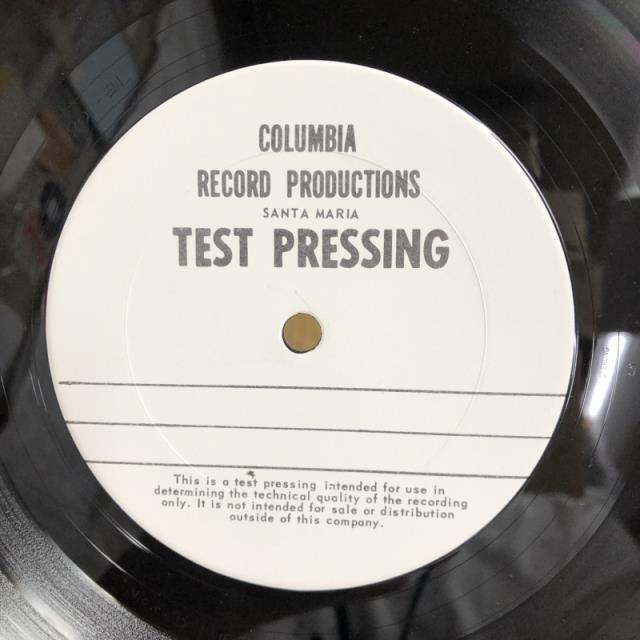 COLUMBIA
RECORD PRODUCTIONS
SANTA MARIA
TEST PRESSING
This is a test pressing intended for use in
determining the technical quality of the recording
only. It is not intended for sale or distribution
outside of this company.